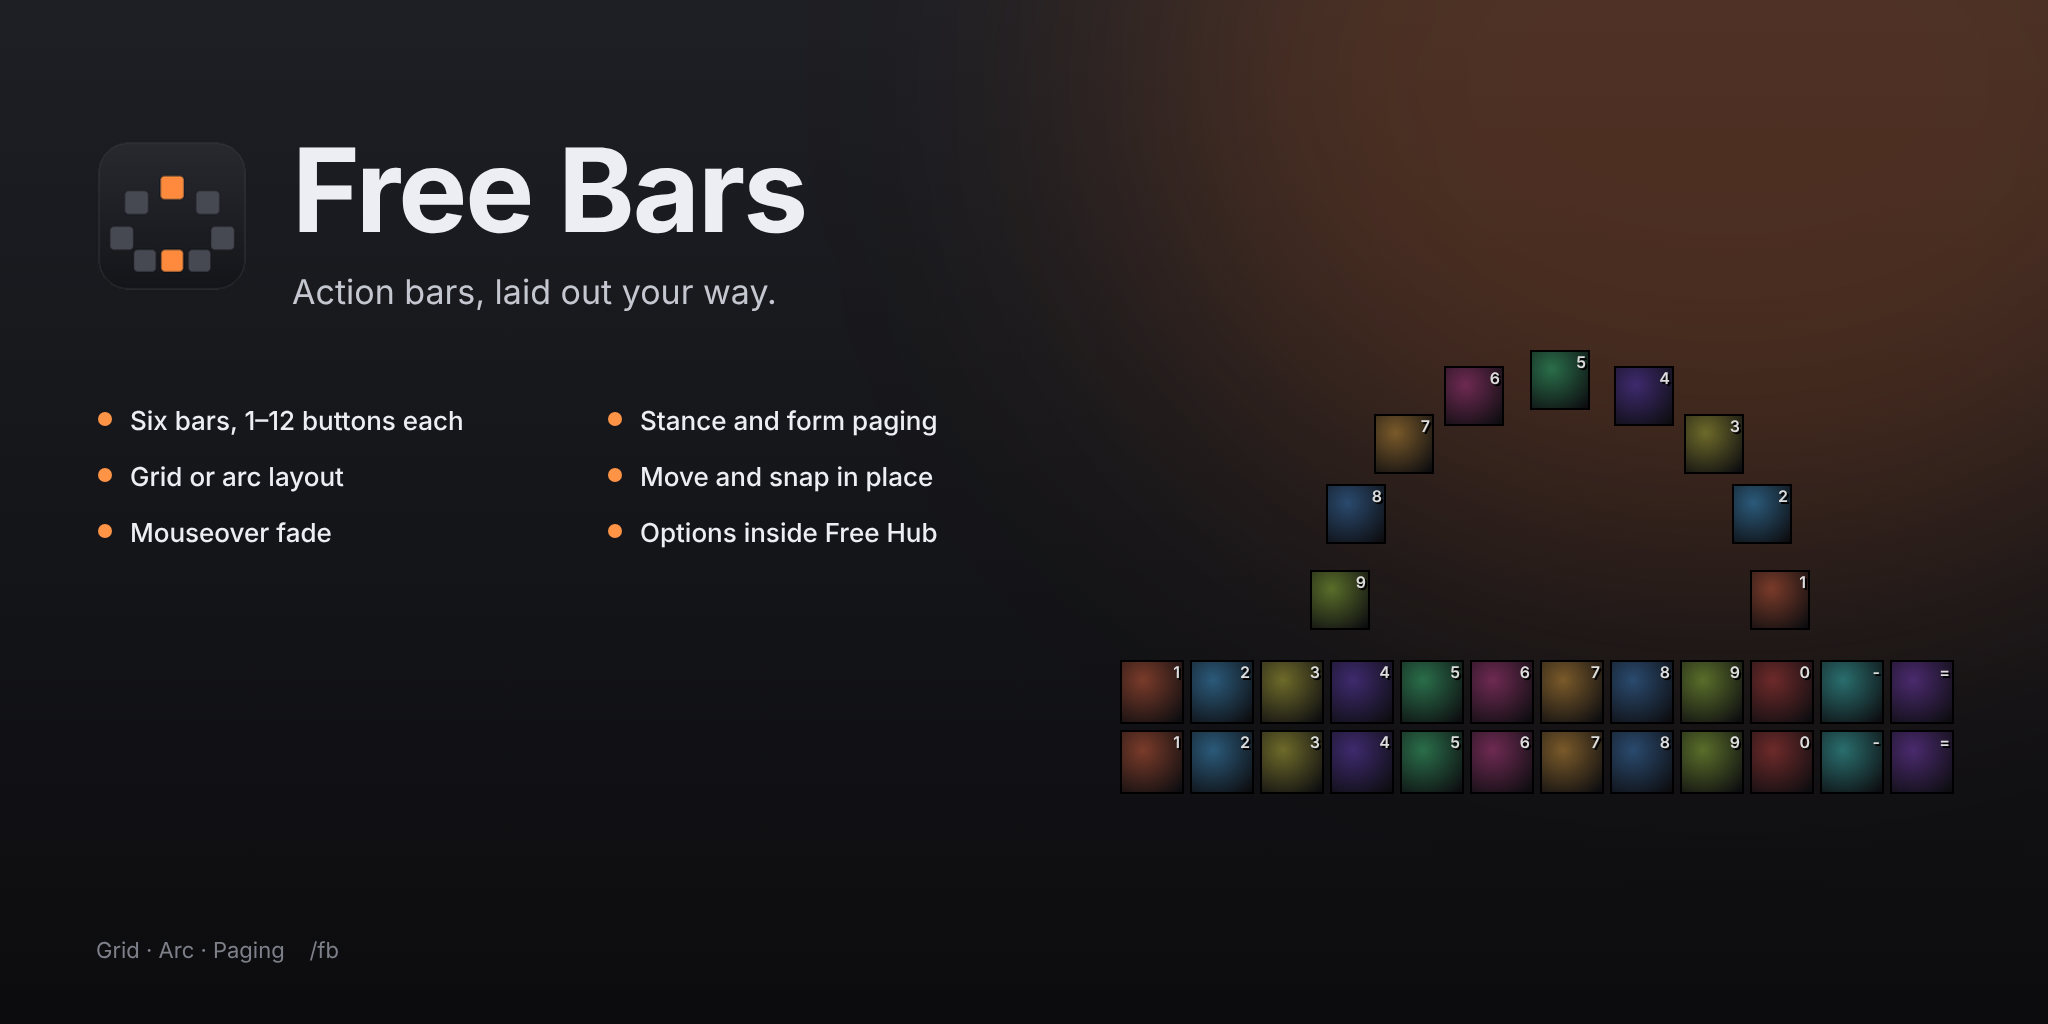 Free Bars
Action bars, laid out your way.
Six bars, 1–12 buttons each
Grid or arc layout
Mouseover fade
Stance and form paging
Move and snap in place
Options inside Free Hub
5
6 4
7 3
8 2
9 1
1 2 3 4 5 6 7 8 9 0 - =
1 2 3 4 5 6 7 8 9 0 - =
Grid · Arc · Paging /fb